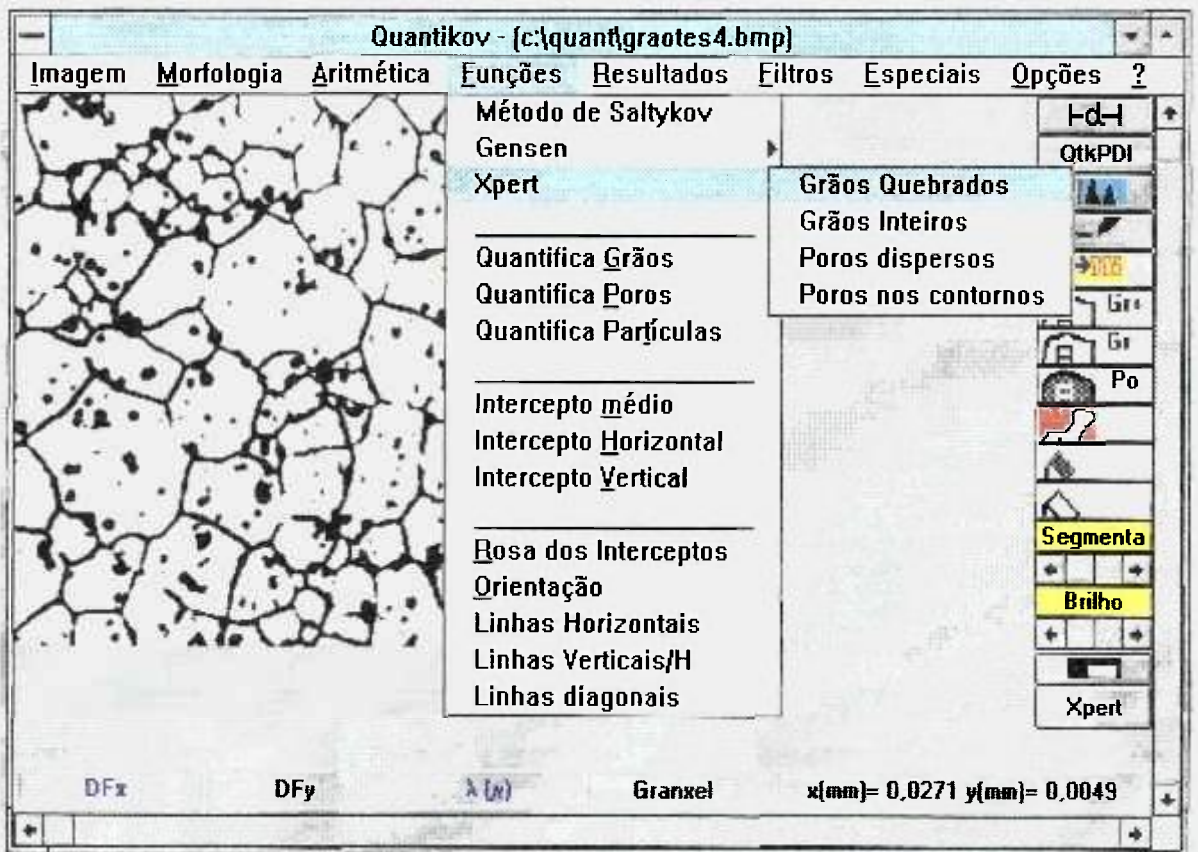 Quantikov - (c:\quant\graotes4.bmp)
Imagem Morfologia Aritmética Funções Resultados Filtros Especiais Opções ?
Método de Saltykov
Gensen
Xpert
Grãos Quebrados
Grãos Inteiros
Poros dispersos
Poros nos contornos
Quantifica Grãos
Quantifica Poros
Quantifica Partículas
Intercepto médio
Intercepto Horizontal
Intercepto Vertical
Rosa dos Interceptos
Orientação
Linhas Horizontais
Linhas Verticais/H
Linhas diagonais
├d┤
QtkPDI
Gr
Po
Segmenta
Brilho
Xpert
DFx DFy λ(x) Granxel x(mm)= 0,0271 y(mm)= 0,0049